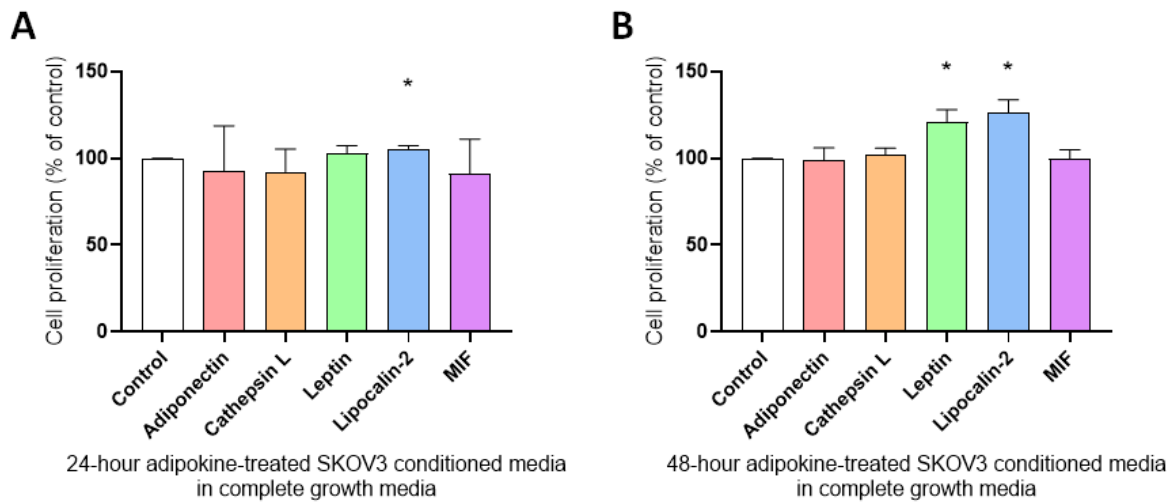 A
Cell proliferation (% of control)
150
100
50
0
*
Control
Adiponectin
Cathepsin L
Leptin
Lipocalin-2
MIF
24-hour adipokine-treated SKOV3 conditioned media
in complete growth media
B
Cell proliferation (% of control)
150
100
50
0
* *
Control
Adiponectin
Cathepsin L
Leptin
Lipocalin-2
MIF
48-hour adipokine-treated SKOV3 conditioned media
in complete growth media